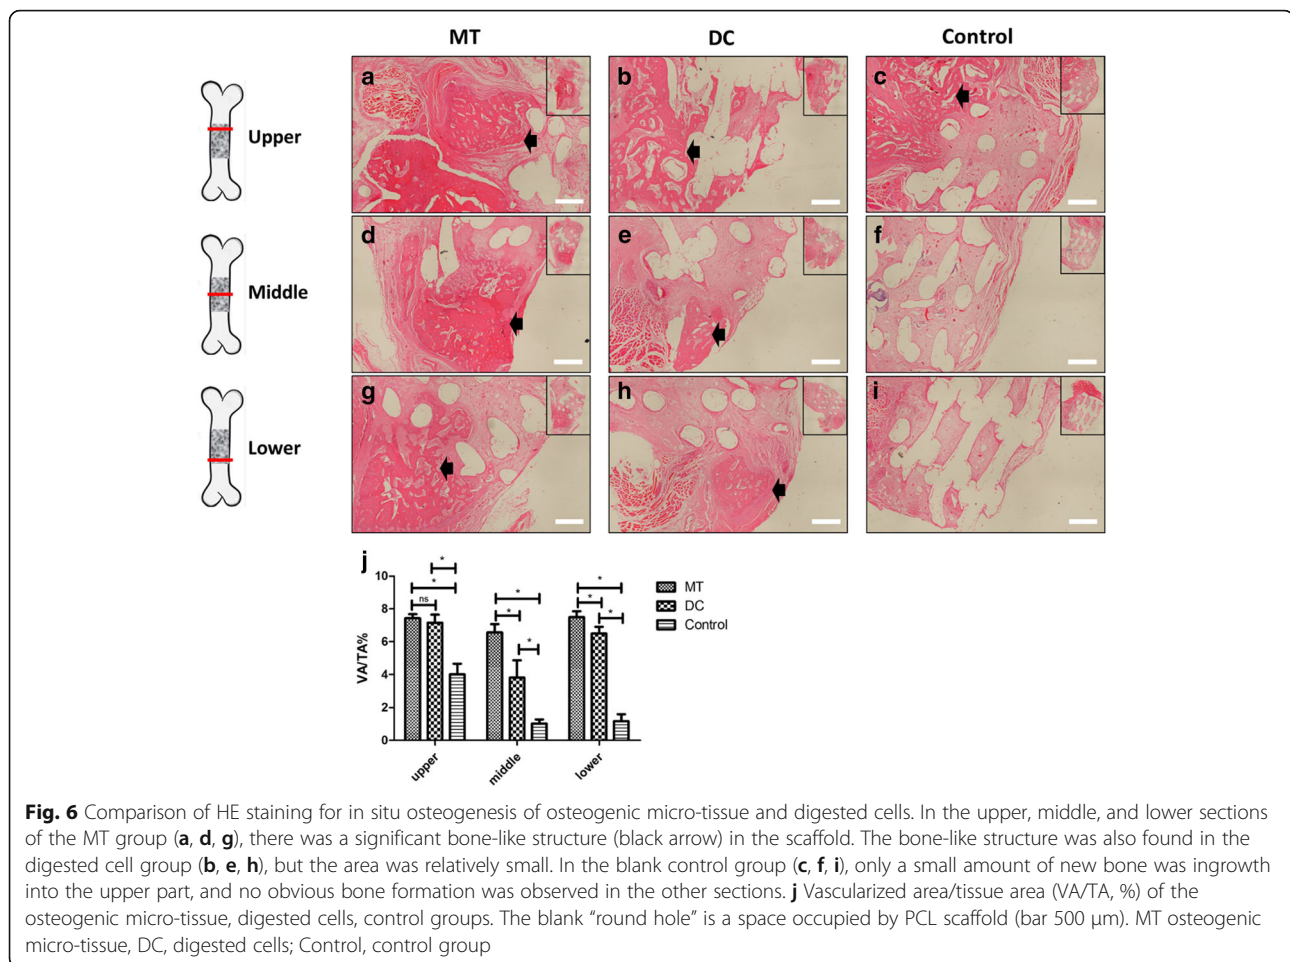 MT DC Control
Upper
a b c
Middle
d e f
Lower
g h i
j
10
8
6
4
2
0
VA/TA%
ns * *
* * *
* * *
upper middle lower
MT
DC
Control
Fig. 6 Comparison of HE staining for in situ osteogenesis of osteogenic micro-tissue and digested cells. In the upper, middle, and lower sections
of the MT group (a, d, g), there was a significant bone-like structure (black arrow) in the scaffold. The bone-like structure was also found in the
digested cell group (b, e, h), but the area was relatively small. In the blank control group (c, f, i), only a small amount of new bone was ingrowth
into the upper part, and no obvious bone formation was observed in the other sections. j Vascularized area/tissue area (VA/TA, %) of the
osteogenic micro-tissue, digested cells, control groups. The blank “round hole” is a space occupied by PCL scaffold (bar 500 μm). MT osteogenic
micro-tissue, DC, digested cells; Control, control group